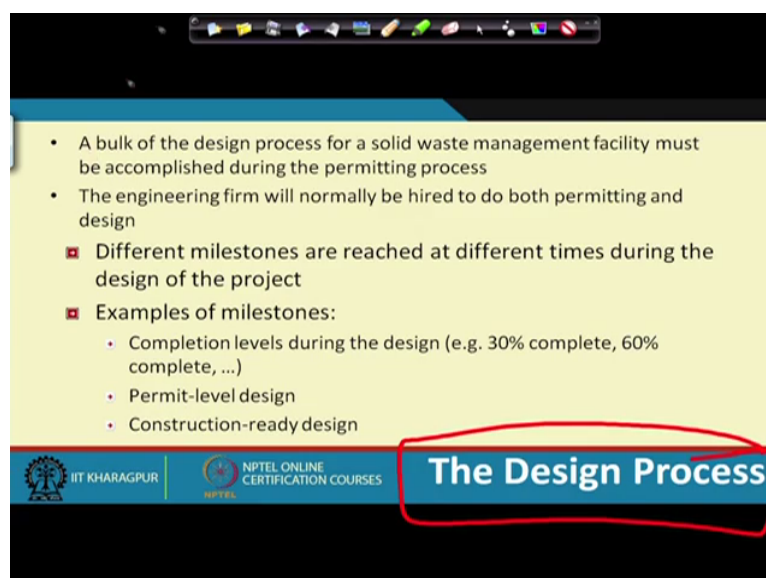 • A bulk of the design process for a solid waste management facility must
be accomplished during the permitting process
• The engineering firm will normally be hired to do both permitting and
design
Different milestones are reached at different times during the
design of the project
Examples of milestones:
Completion levels during the design (e.g. 30% complete, 60%
complete, ...)
Permit-level design
Construction-ready design
IIT KHARAGPUR
NPTEL
NPTEL ONLINE
CERTIFICATION COURSES
The Design Process